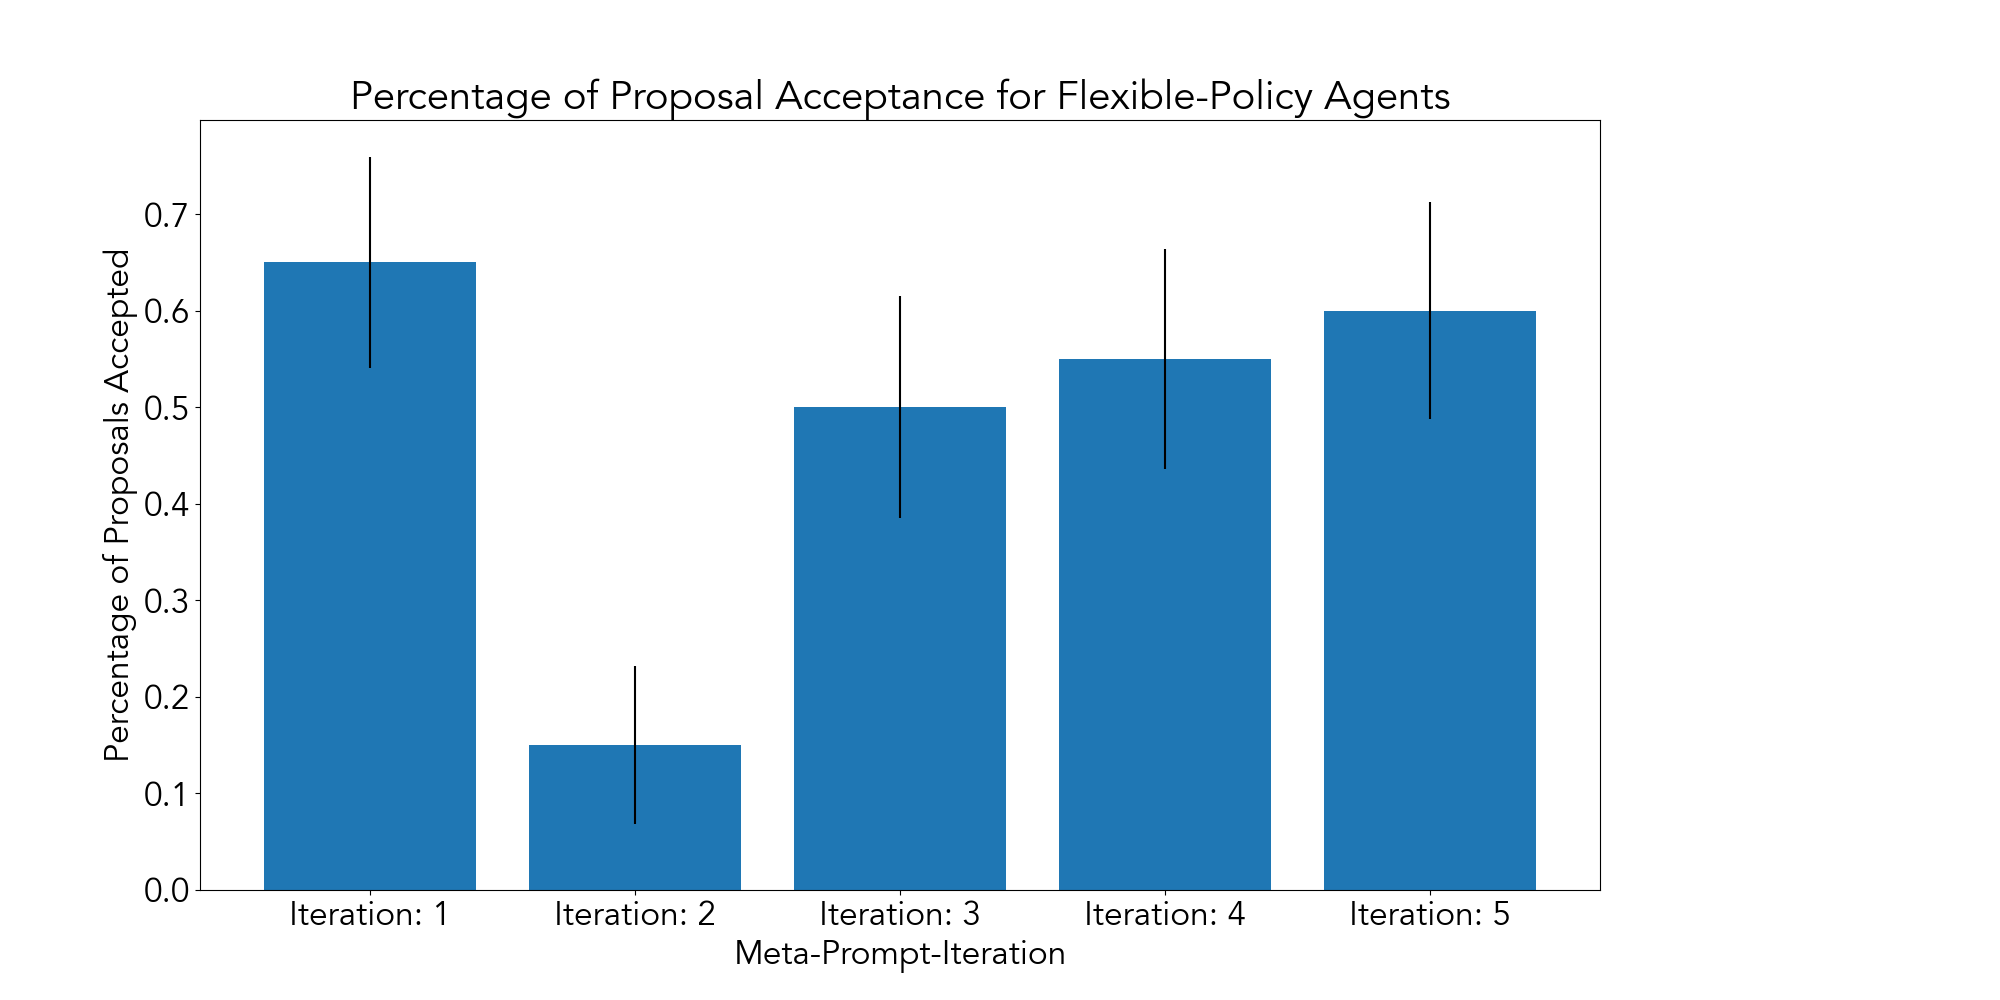 Percentage of Proposal Acceptance for Flexible-Policy Agents
Percentage of Proposals Accepted
0.7
0.6
0.5
0.4
0.3
0.2
0.1
0.0
Iteration: 1
Iteration: 2
Iteration: 3
Iteration: 4
Iteration: 5
Meta-Prompt-Iteration